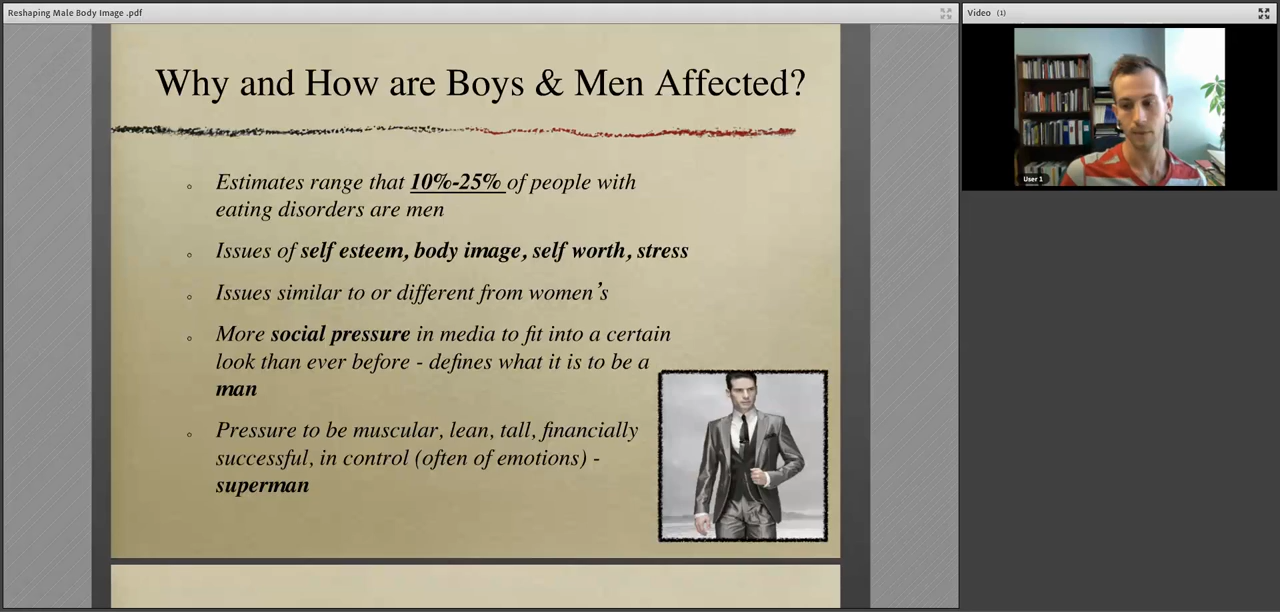 Reshaping Male Body Image .pdf
Video (1)
User 1
Why and How are Boys & Men Affected?
Estimates range that 10%-25% of people with
eating disorders are men
Issues of self esteem, body image, self worth, stress
Issues similar to or different from women’s
More social pressure in media to fit into a certain
look than ever before - defines what it is to be a
man
Pressure to be muscular, lean, tall, financially
successful, in control (often of emotions) -
superman